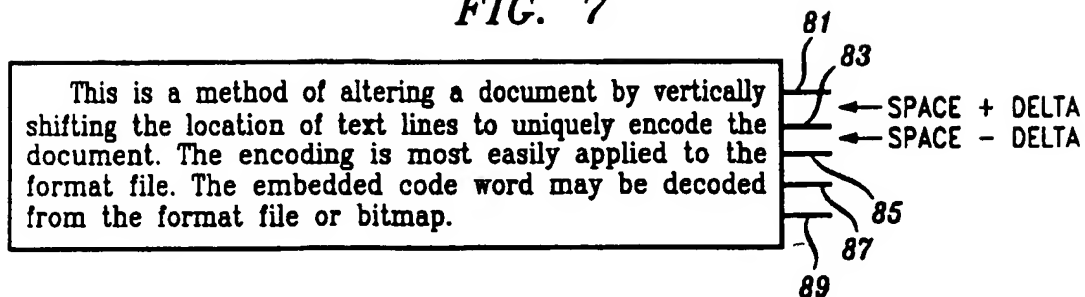 FIG. 7
81
83
This is a method of altering a document by vertically
shifting the location of text lines to uniquely encode the
document. The encoding is most easily applied to the
format file. The embedded code word may be decoded
from the format file or bitmap.
SPACE + DELTA
SPACE - DELTA
85
87
89